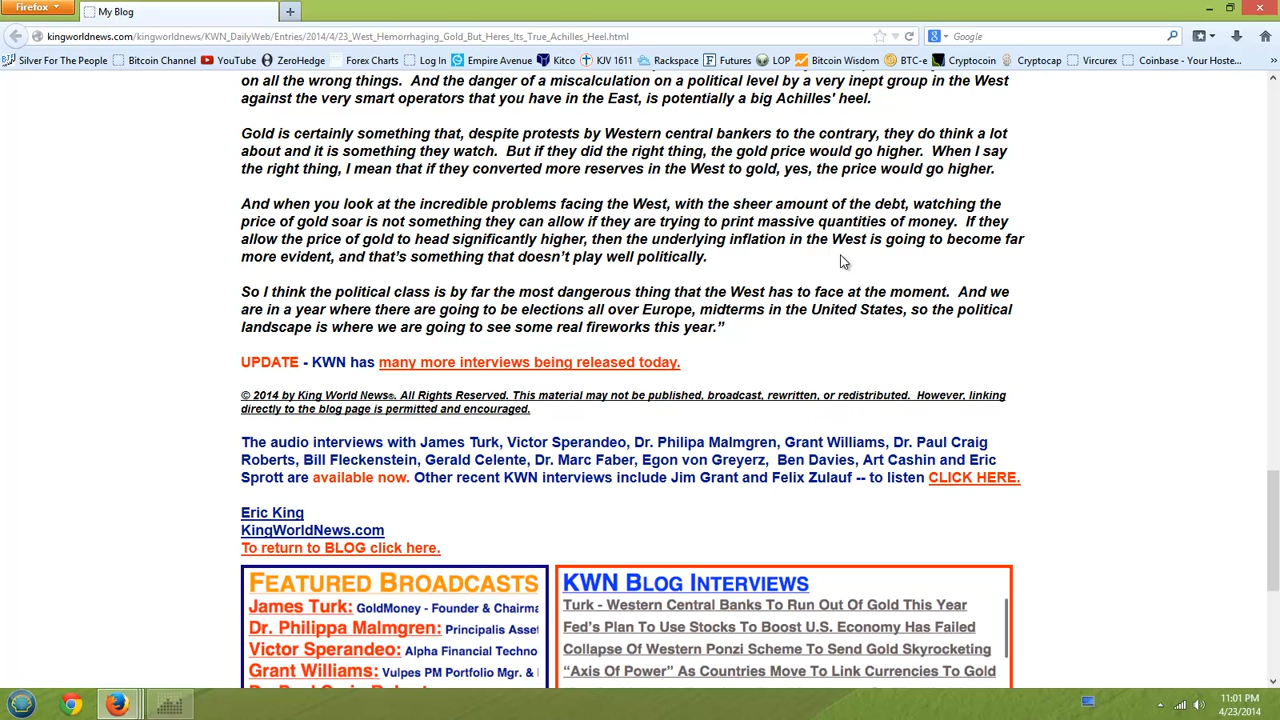 Firefox
My Blog
kingworldnews.com/kingworldnews/KWN_DailyWeb/Entries/2014/4/23_West_Hemorrhaging_Gold_But_Heres_Its_True_Achilles_Heel.html
Google
Silver For The People
Bitcoin Channel
YouTube
ZeroHedge
Forex Charts
Log In
Empire Avenue
Kitco
KJV 1611
Rackspace
Futures
LOP
Bitcoin Wisdom
BTC-e
Cryptocoin
Cryptocap
Vircurex
Coinbase - Your Hoste...
on all the wrong things. And the danger of a miscalculation on a political level by a very inept group in the West
against the very smart operators that you have in the East, is potentially a big Achilles' heel.
Gold is certainly something that, despite protests by Western central bankers to the contrary, they do think a lot
about and it is something they watch. But if they did the right thing, the gold price would go higher. When I say
the right thing, I mean that if they converted more reserves in the West to gold, yes, the price would go higher.
And when you look at the incredible problems facing the West, with the sheer amount of the debt, watching the
price of gold soar is not something they can allow if they are trying to print massive quantities of money. If they
allow the price of gold to head significantly higher, then the underlying inflation in the West is going to become far
more evident, and that’s something that doesn’t play well politically.
So I think the political class is by far the most dangerous thing that the West has to face at the moment. And we
are in a year where there are going to be elections all over Europe, midterms in the United States, so the political
landscape is where we are going to see some real fireworks this year.”
UPDATE - KWN has many more interviews being released today.
© 2014 by King World News®. All Rights Reserved. This material may not be published, broadcast, rewritten, or redistributed. However, linking
directly to the blog page is permitted and encouraged.
The audio interviews with James Turk, Victor Sperandeo, Dr. Philipa Malmgren, Grant Williams, Dr. Paul Craig
Roberts, Bill Fleckenstein, Gerald Celente, Dr. Marc Faber, Egon von Greyerz, Ben Davies, Art Cashin and Eric
Sprott are available now. Other recent KWN interviews include Jim Grant and Felix Zulauf -- to listen CLICK HERE.
Eric King
KingWorldNews.com
To return to BLOG click here.
FEATURED BROADCASTS
James Turk: GoldMoney - Founder & Chairma
Dr. Philippa Malmgren: Principalis Asse
Victor Sperandeo: Alpha Financial Techno
Grant Williams: Vulpes PM Portfolio Mgr. &
KWN BLOG INTERVIEWS
Turk - Western Central Banks To Run Out Of Gold This Year
Fed’s Plan To Use Stocks To Boost U.S. Economy Has Failed
Collapse Of Western Ponzi Scheme To Send Gold Skyrocketing
“Axis Of Power” As Countries Move To Link Currencies To Gold
11:01 PM
4/23/2014